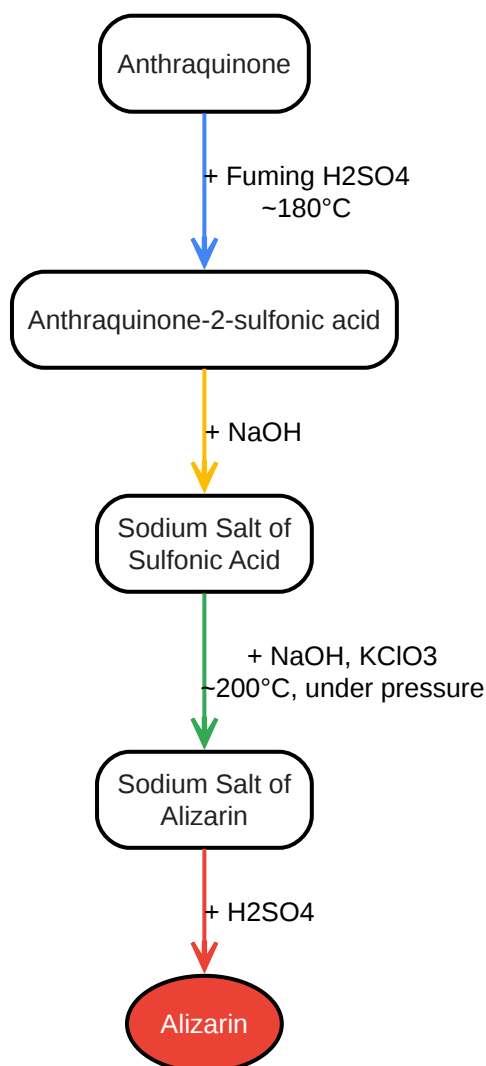 Anthraquinone
+ Fuming H2SO4
~180°C
Anthraquinone-2-sulfonic acid
+ NaOH
Sodium Salt of
Sulfonic Acid
+ NaOH, KClO3
~200°C, under pressure
Sodium Salt of
Alizarin
+ H2SO4
Alizarin